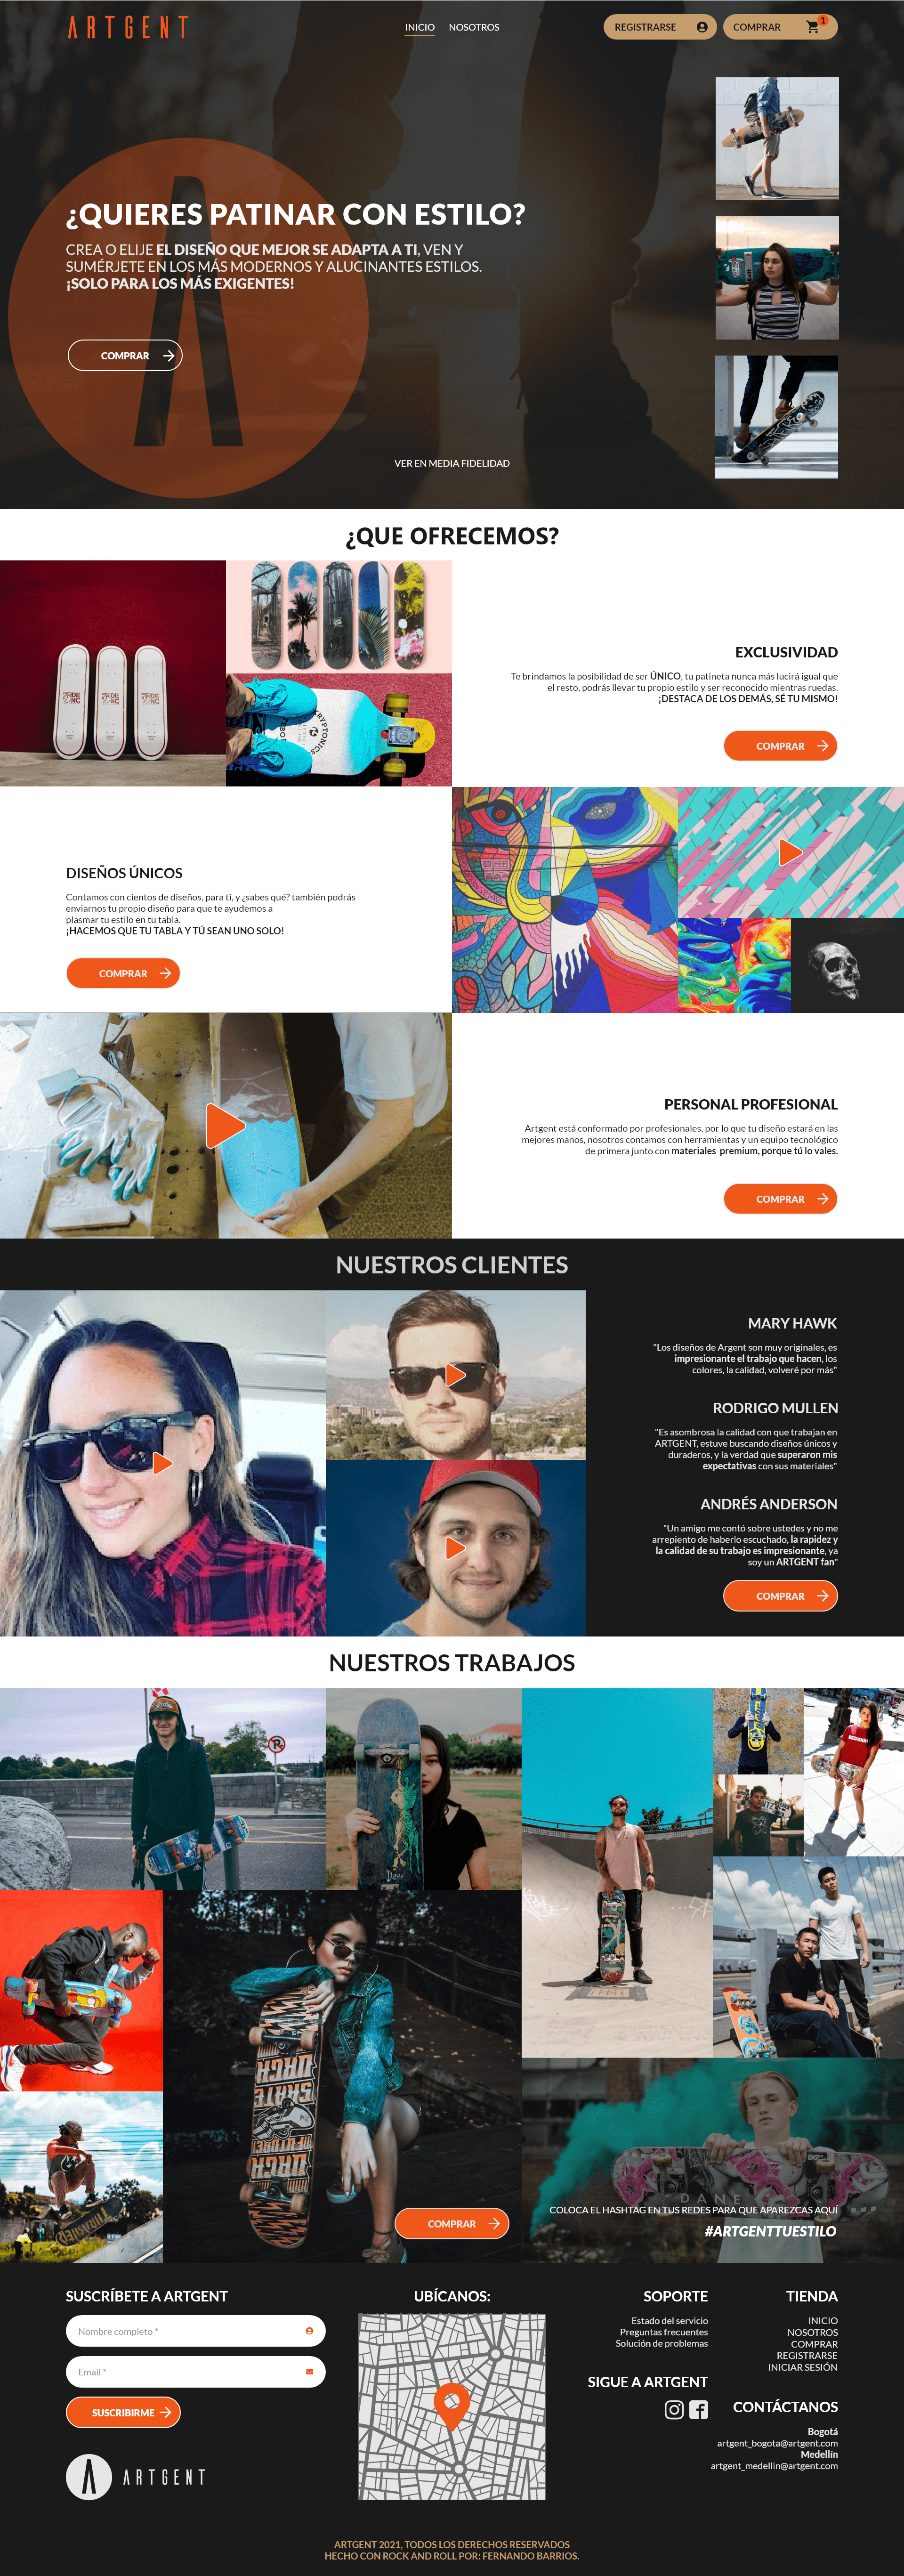 ARTGENT
INICIO
NOSOTROS
REGISTRARSE
COMPRAR
1
¿QUIERES PATINAR CON ESTILO?
CREA O ELIJE EL DISEÑO QUE MEJOR SE ADAPTA A TI, VEN Y
SUMÉRJETE EN LOS MÁS MODERNOS Y ALUCINANTES ESTILOS.
¡SOLO PARA LOS MÁS EXIGENTES!
COMPRAR
VER EN MEDIA FIDELIDAD
¿QUE OFRECEMOS?
EXCLUSIVIDAD
Te brindamos la posibilidad de ser ÚNICO, tu patineta nunca más lucirá igual que
el resto, podrás llevar tu propio estilo y ser reconocido mientras ruedas.
¡DESTACA DE LOS DEMÁS, SÉ TU MISMO!
COMPRAR
KRYPTONICS
DISEÑOS ÚNICOS
Contamos con cientos de diseños, para ti, y ¿sabes qué? también podrás
enviarnos tu propio diseño para que te ayudemos a
plasmar tu estilo en tu tabla.
¡HACEMOS QUE TU TABLA Y TÚ SEAN UNO SOLO!
COMPRAR
PERSONAL PROFESIONAL
Artgent está conformado por profesionales, por lo que tu diseño estará en las
mejores manos, nosotros contamos con herramientas y un equipo tecnológico
de primera junto con materiales premium, porque tú lo vales.
COMPRAR
NUESTROS CLIENTES
MARY HAWK
"Los diseños de Argent son muy originales, es
impresionante el trabajo que hacen, los
colores, la calidad, volveré por más"
RODRIGO MULLEN
"Es asombrosa la calidad con que trabajan en
ARTGENT, estuve buscando diseños únicos y
duraderos, y la verdad que superaron mis
expectativas con sus materiales"
ANDRÉS ANDERSON
"Un amigo me contó sobre ustedes y no me
arrepiento de haberlo escuchado, la rapidez y
la calidad de su trabajo es impresionante, ya
soy un ARTGENT fan"
COMPRAR
NUESTROS TRABAJOS
COMPRAR
DANE
COLOCA EL HASHTAG EN TUS REDES PARA QUE APAREZCAS AQUÍ
#ARTGENTTUESTILO
SUSCRÍBETE A ARTGENT
Nombre completo *
Email *
SUSCRIBIRME
ARTGENT
UBÍCANOS:
SOPORTE
Estado del servicio
Preguntas frecuentes
Solución de problemas
SIGUE A ARTGENT
TIENDA
INICIO
NOSOTROS
COMPRAR
REGISTRARSE
INICIAR SESIÓN
CONTÁCTANOS
Bogotá
artgent_bogota@artgent.com
Medellín
artgent_medellin@artgent.com
ARTGENT 2021, TODOS LOS DERECHOS RESERVADOS
HECHO CON ROCK AND ROLL POR: FERNANDO BARRIOS.